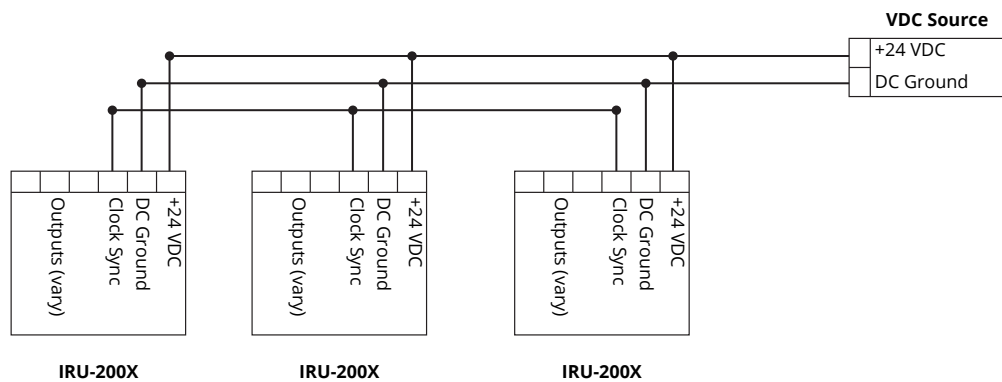 VDC Source
+24 VDC
DC Ground
Outputs (vary)
Clock Sync
DC Ground
+24 VDC
Outputs (vary)
Clock Sync
DC Ground
+24 VDC
Outputs (vary)
Clock Sync
DC Ground
+24 VDC
IRU-200X
IRU-200X
IRU-200X